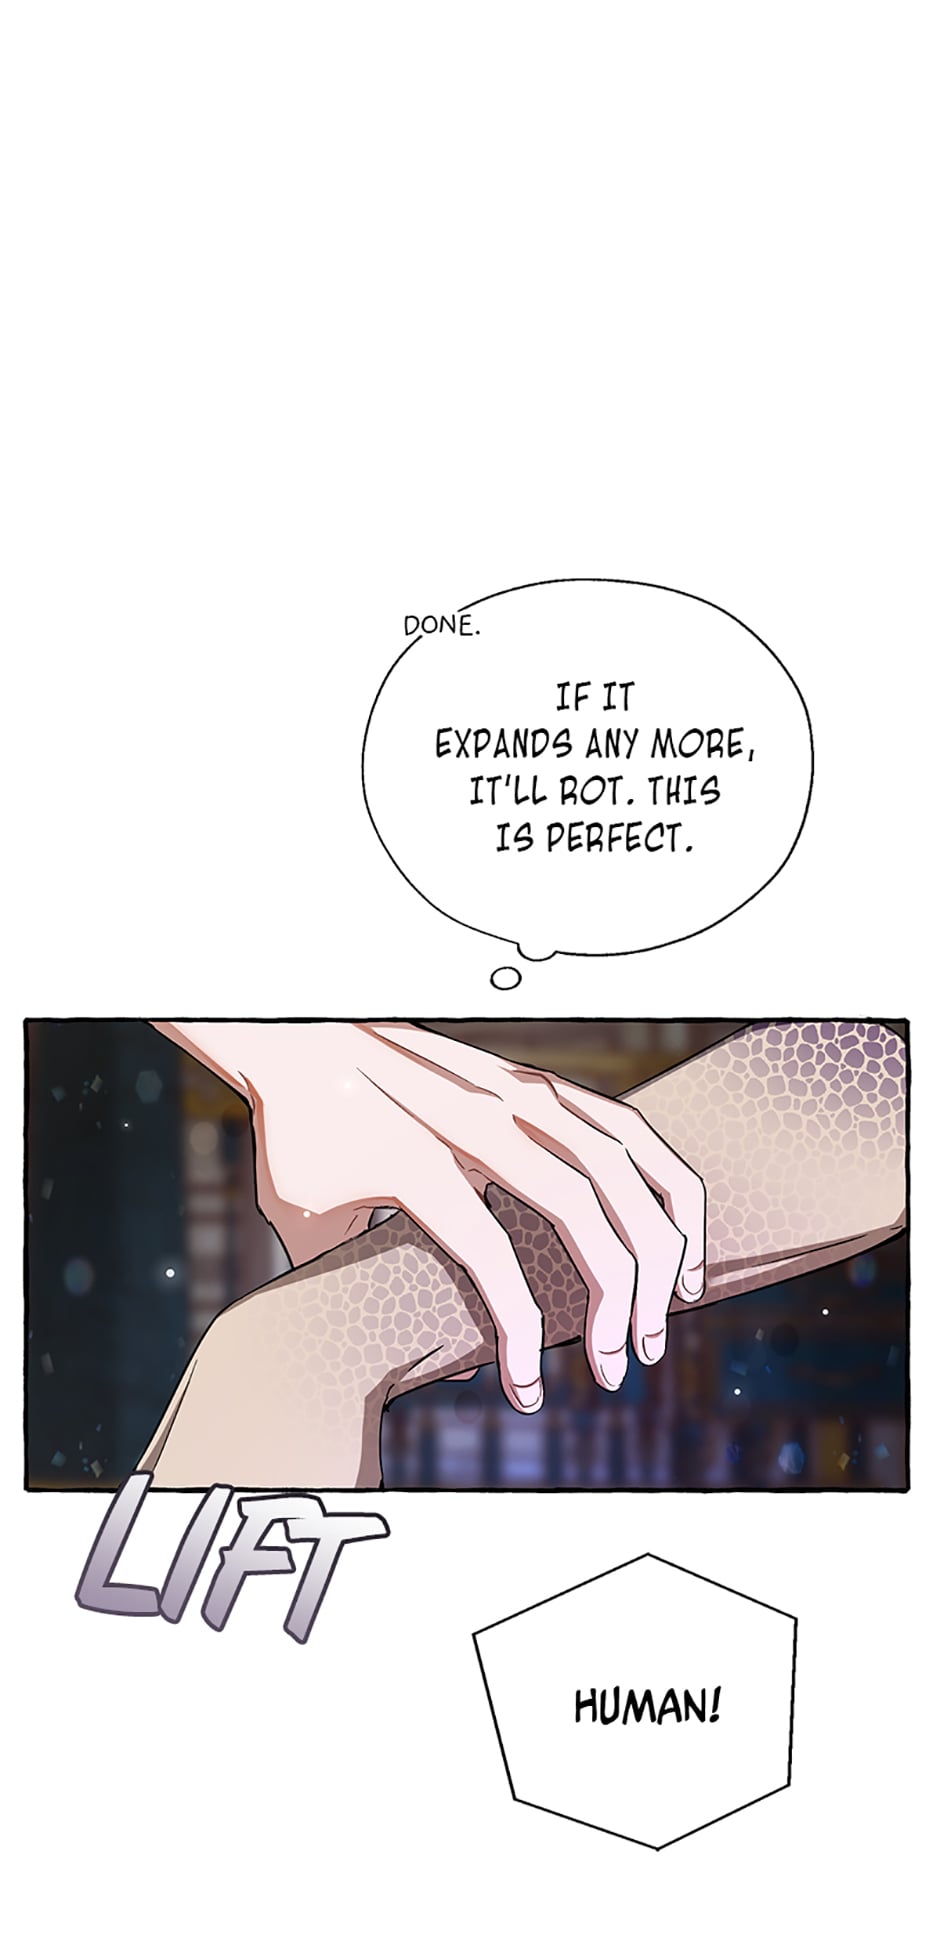 DONE.
IF IT
EXPANDS ANY MORE,
IT'LL ROT. THIS
IS PERFECT.
LIFT
HUMAN!